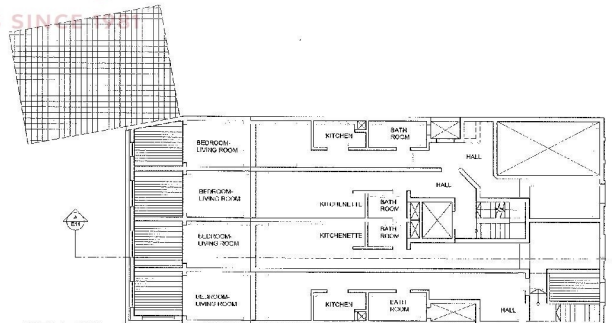 SINCE 1981
BEDROOM-
LIVING ROOM
KITCHEN
BATH
ROOM
HALL
BEDROOM-
LIVING ROOM
KITCHENETTE
BATH
ROOM
HALL
BEDROOM-
LIVING ROOM
KITCHENETTE
BATH
ROOM
A
BEDROOM-
LIVING ROOM
KITCHEN
BATH
ROOM
HALL